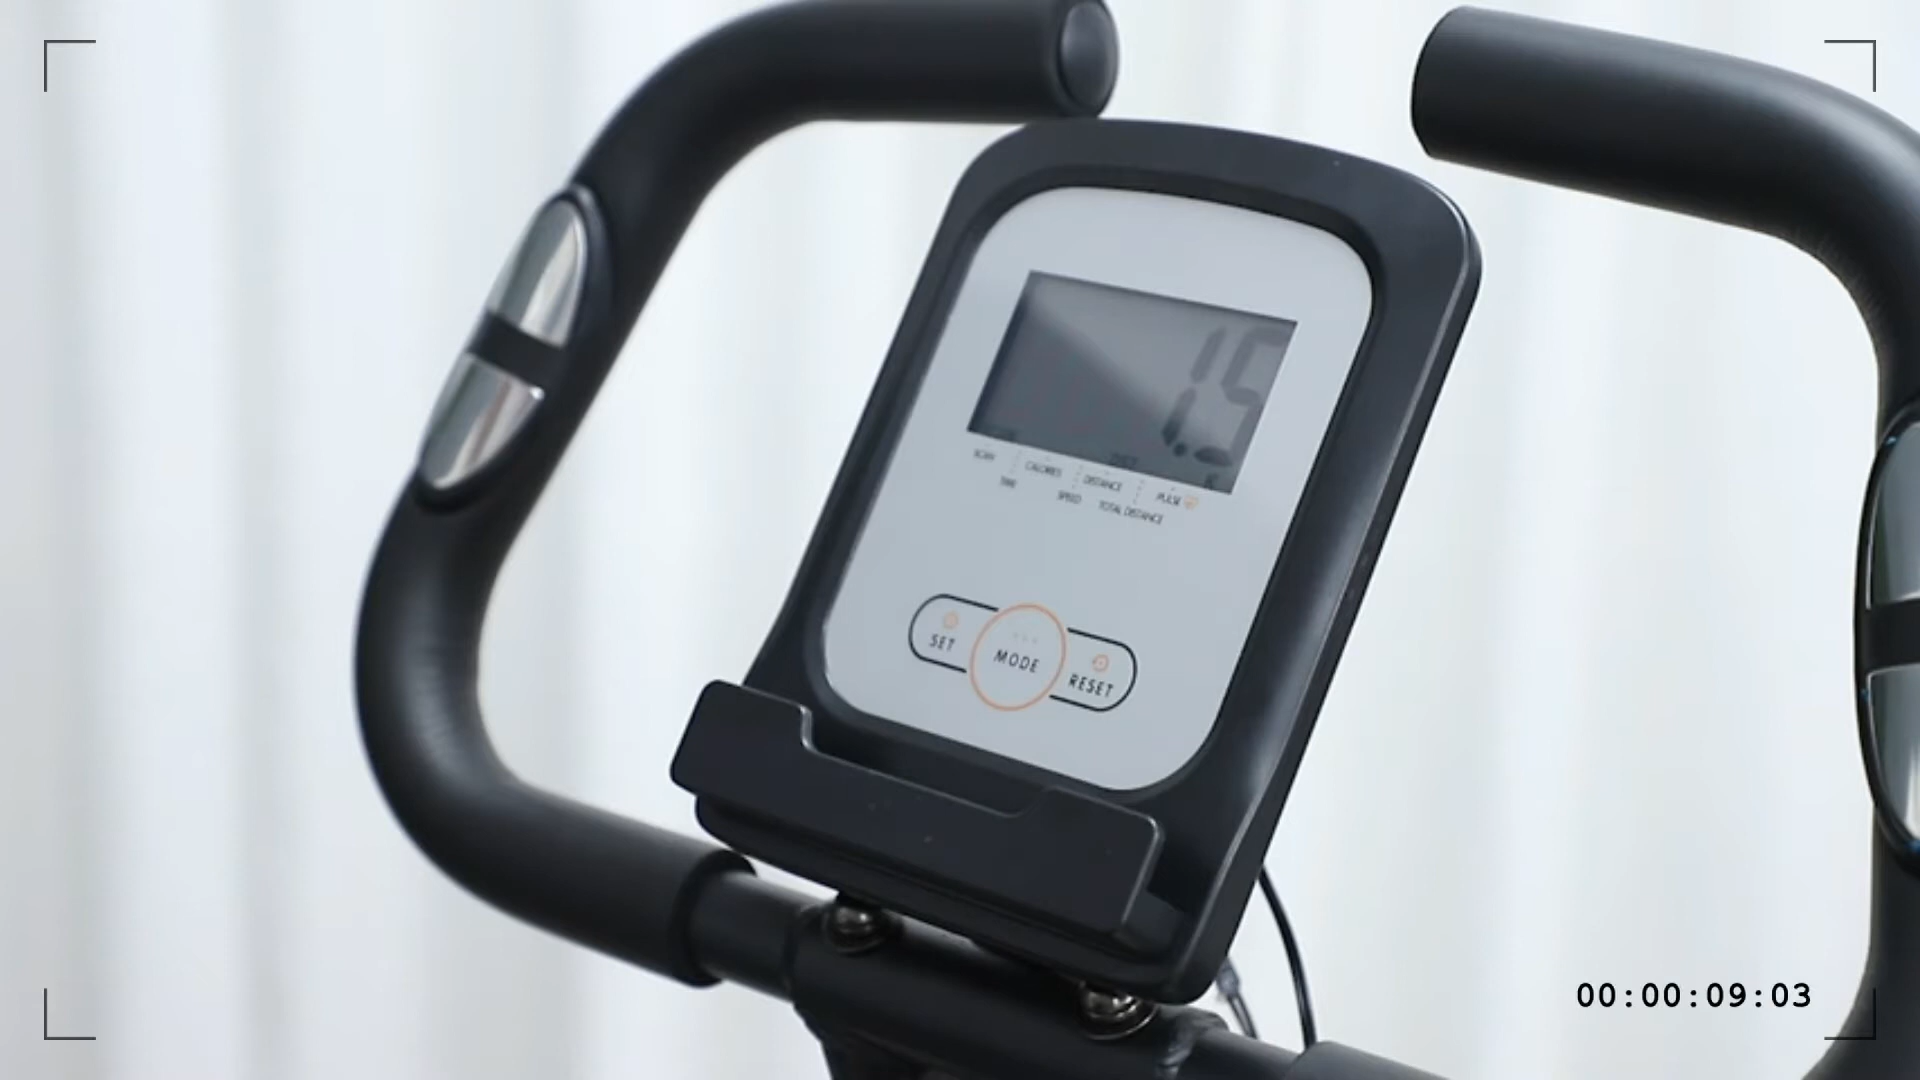 1.5
SCAN CALORIES DISTANCE PULSE
TIME SPEED TOTAL DISTANCE
SET MODE RESET
00:00:09:03